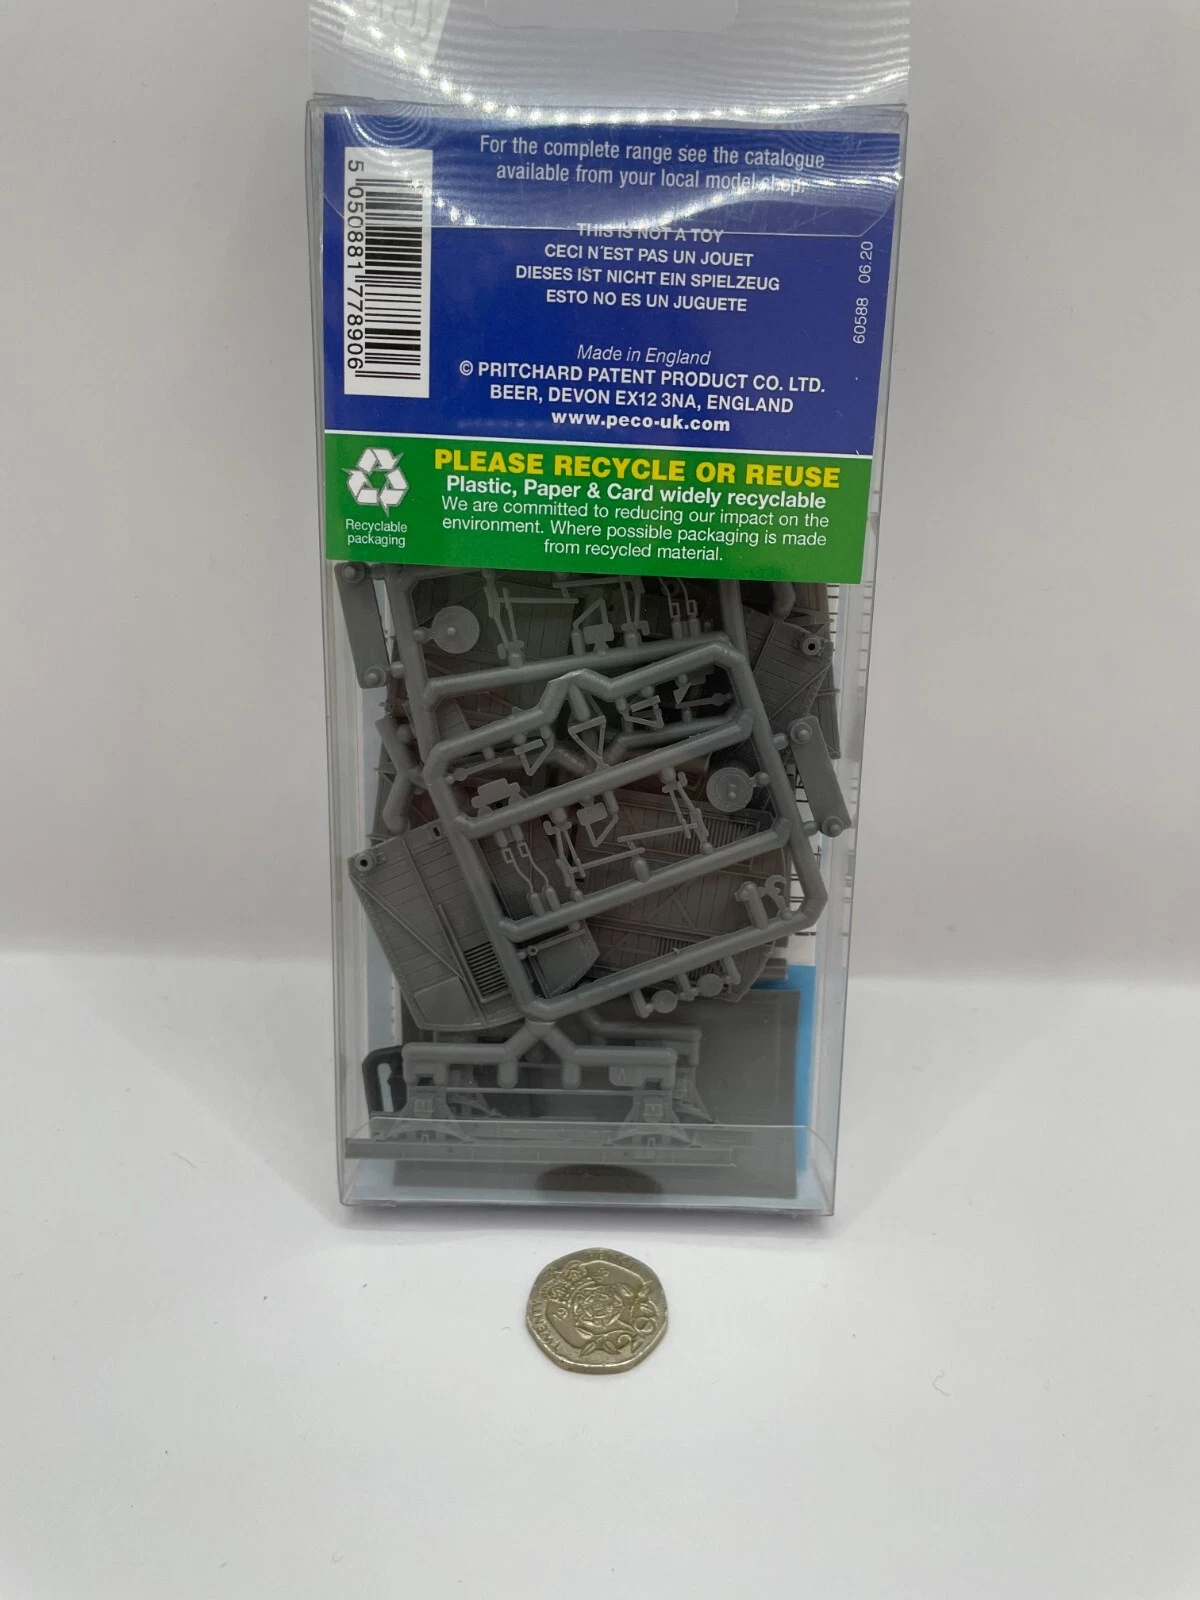 For the complete range see the catalogue
available from your local model shop.
THIS IS NOT A TOY
CECI N'EST PAS UN JOUET
DIESES IST NICHT EIN SPIELZEUG
ESTO NO ES UN JUGUETE
Made in England
© PRITCHARD PATENT PRODUCT CO. LTD.
BEER, DEVON EX12 3NA, ENGLAND
www.peco-uk.com
5 050881 778906
60588 06.20
PLEASE RECYCLE OR REUSE
Plastic, Paper & Card widely recyclable
We are committed to reducing our impact on the
environment. Where possible packaging is made
from recycled material.
Recyclable
packaging
TWENTY
PENCE
20